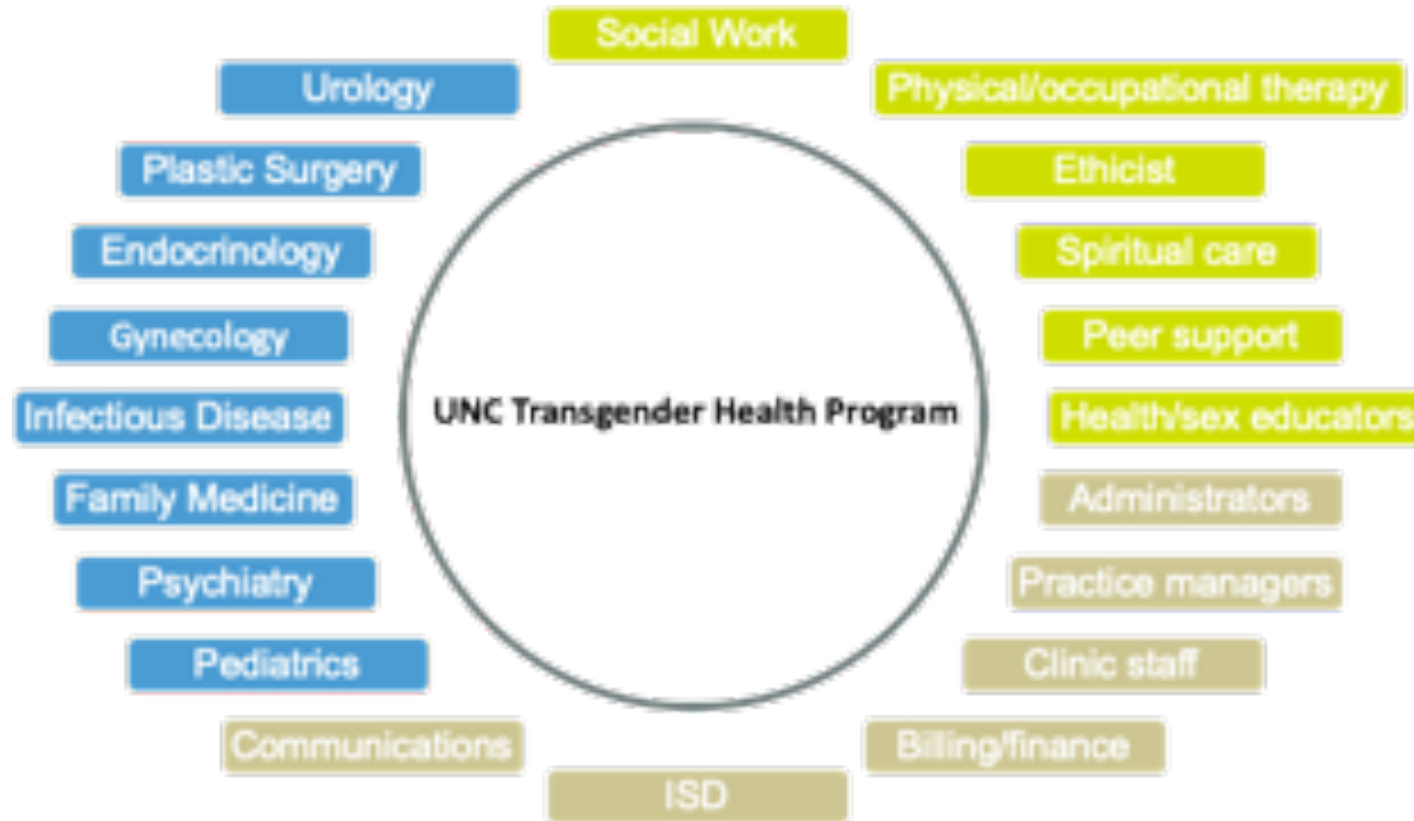 Social Work
Urology
Physical/occupational therapy
Plastic Surgery
Ethicist
Endocrinology
Spiritual care
Gynecology
Peer support
UNC Transgender Health Program
Infectious Disease
Health/sex educators
Family Medicine
Administrators
Psychiatry
Practice managers
Pediatrics
Clinic staff
Communications
Billing/finance
ISD